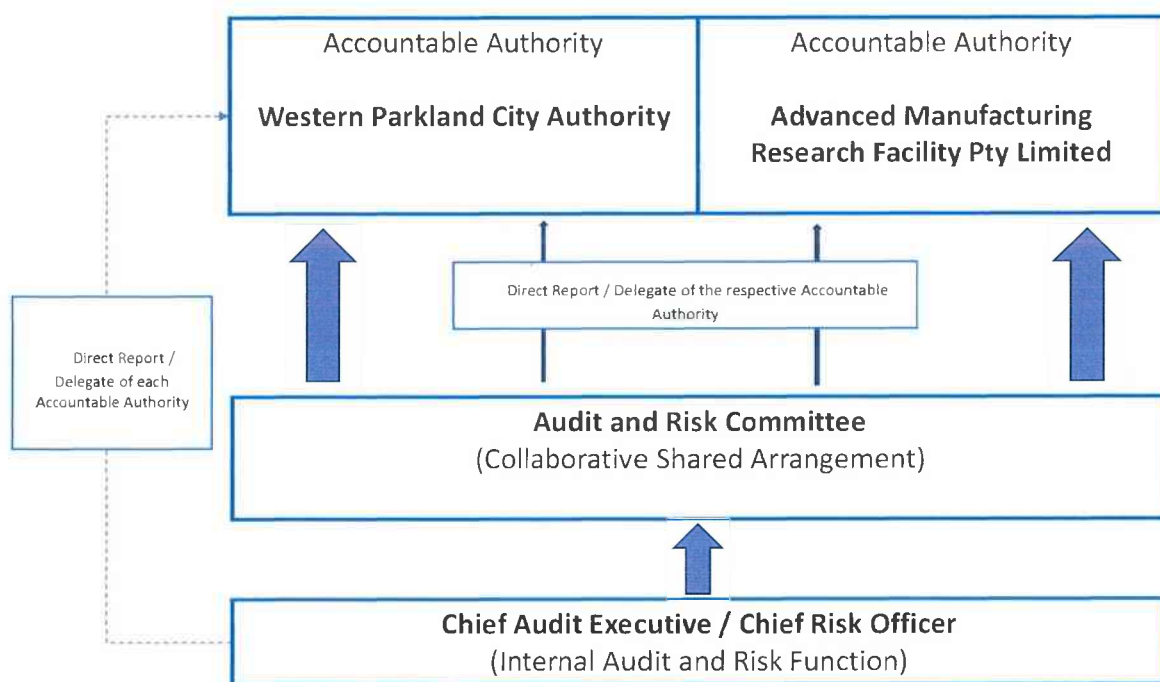 Accountable Authority
Western Parkland City Authority
Accountable Authority
Advanced Manufacturing
Research Facility Pty Limited
Direct Report / Delegate of the respective Accountable
Authority
Direct Report /
Delegate of each
Accountable Authority
Audit and Risk Committee
(Collaborative Shared Arrangement)
Chief Audit Executive / Chief Risk Officer
(Internal Audit and Risk Function)